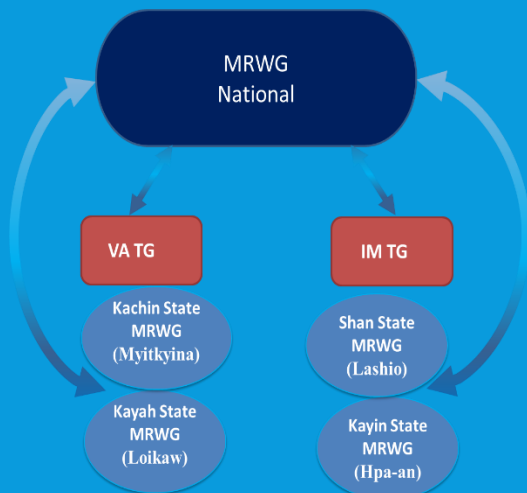 MRWG
National
VA TG
IM TG
Kachin State
MRWG
(Myitkyina)
Shan State
MRWG
(Lashio)
Kayah State
MRWG
(Loikaw)
Kayin State
MRWG
(Hpa-an)